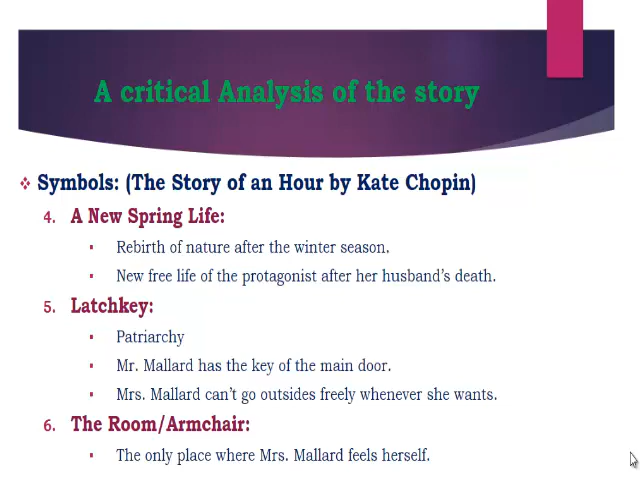 A critical Analysis of the story
❖ Symbols: (The Story of an Hour by Kate Chopin)
4. A New Spring Life:
▪ Rebirth of nature after the winter season.
▪ New free life of the protagonist after her husband's death.
5. Latchkey:
▪ Patriarchy
▪ Mr. Mallard has the key of the main door.
▪ Mrs. Mallard can't go outsides freely whenever she wants.
6. The Room/Armchair:
▪ The only place where Mrs. Mallard feels herself.